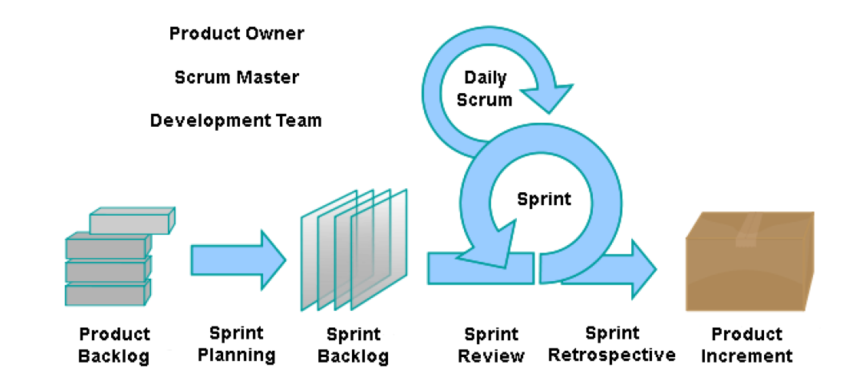 Product Owner
Scrum Master
Development Team
Daily
Scrum
Sprint
Product
Backlog
Sprint
Planning
Sprint
Backlog
Sprint
Review
Sprint
Retrospective
Product
Increment